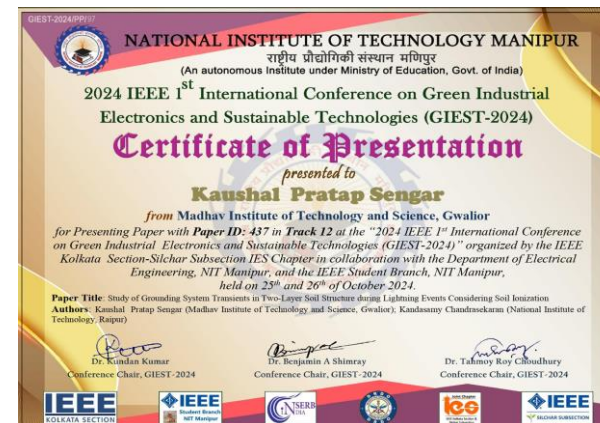 GIEST-2024/PP/97
NATIONAL INSTITUTE OF TECHNOLOGY MANIPUR
राष्ट्रीय प्रौद्योगिकी संस्थान मणिपुर
(An autonomous Institute under Ministry of Education, Govt. of India)
2024 IEEE 1st International Conference on Green Industrial
Electronics and Sustainable Technologies (GIEST-2024)
Certificate of Presentation
presented to
Kaushal Pratap Sengar
from Madhav Institute of Technology and Science, Gwalior
for Presenting Paper with Paper ID: 437 in Track 12 at the "2024 IEEE 1st International Conference
on Green Industrial Electronics and Sustainable Technologies (GIEST-2024)" organized by the IEEE
Kolkata Section-Silchar Subsection IES Chapter in collaboration with the Department of Electrical
Engineering, NIT Manipur, and the IEEE Student Branch, NIT Manipur,
held on 25th and 26th of October 2024.
Paper Title: Study of Grounding System Transients in Two-Layer Soil Structure during Lightning Events Considering Soil Ionization
Authors: Kaushal Pratap Sengar (Madhav Institute of Technology and Science, Gwalior); Kandasamy Chandrasekaran (National Institute of
Technology, Raipur)
Dr. Kundan Kumar
Conference Chair, GIEST-2024
Dr. Benjamin A Shimray
Conference Chair, GIEST-2024
Dr. Tanmoy Roy Choudhury
Conference Chair, GIEST-2024
IEEE
KOLKATA SECTION
IEEE
Student Branch
NIT Manipur
SERB
INDIA
ies
IEEE
SILCHAR SUBSECTION